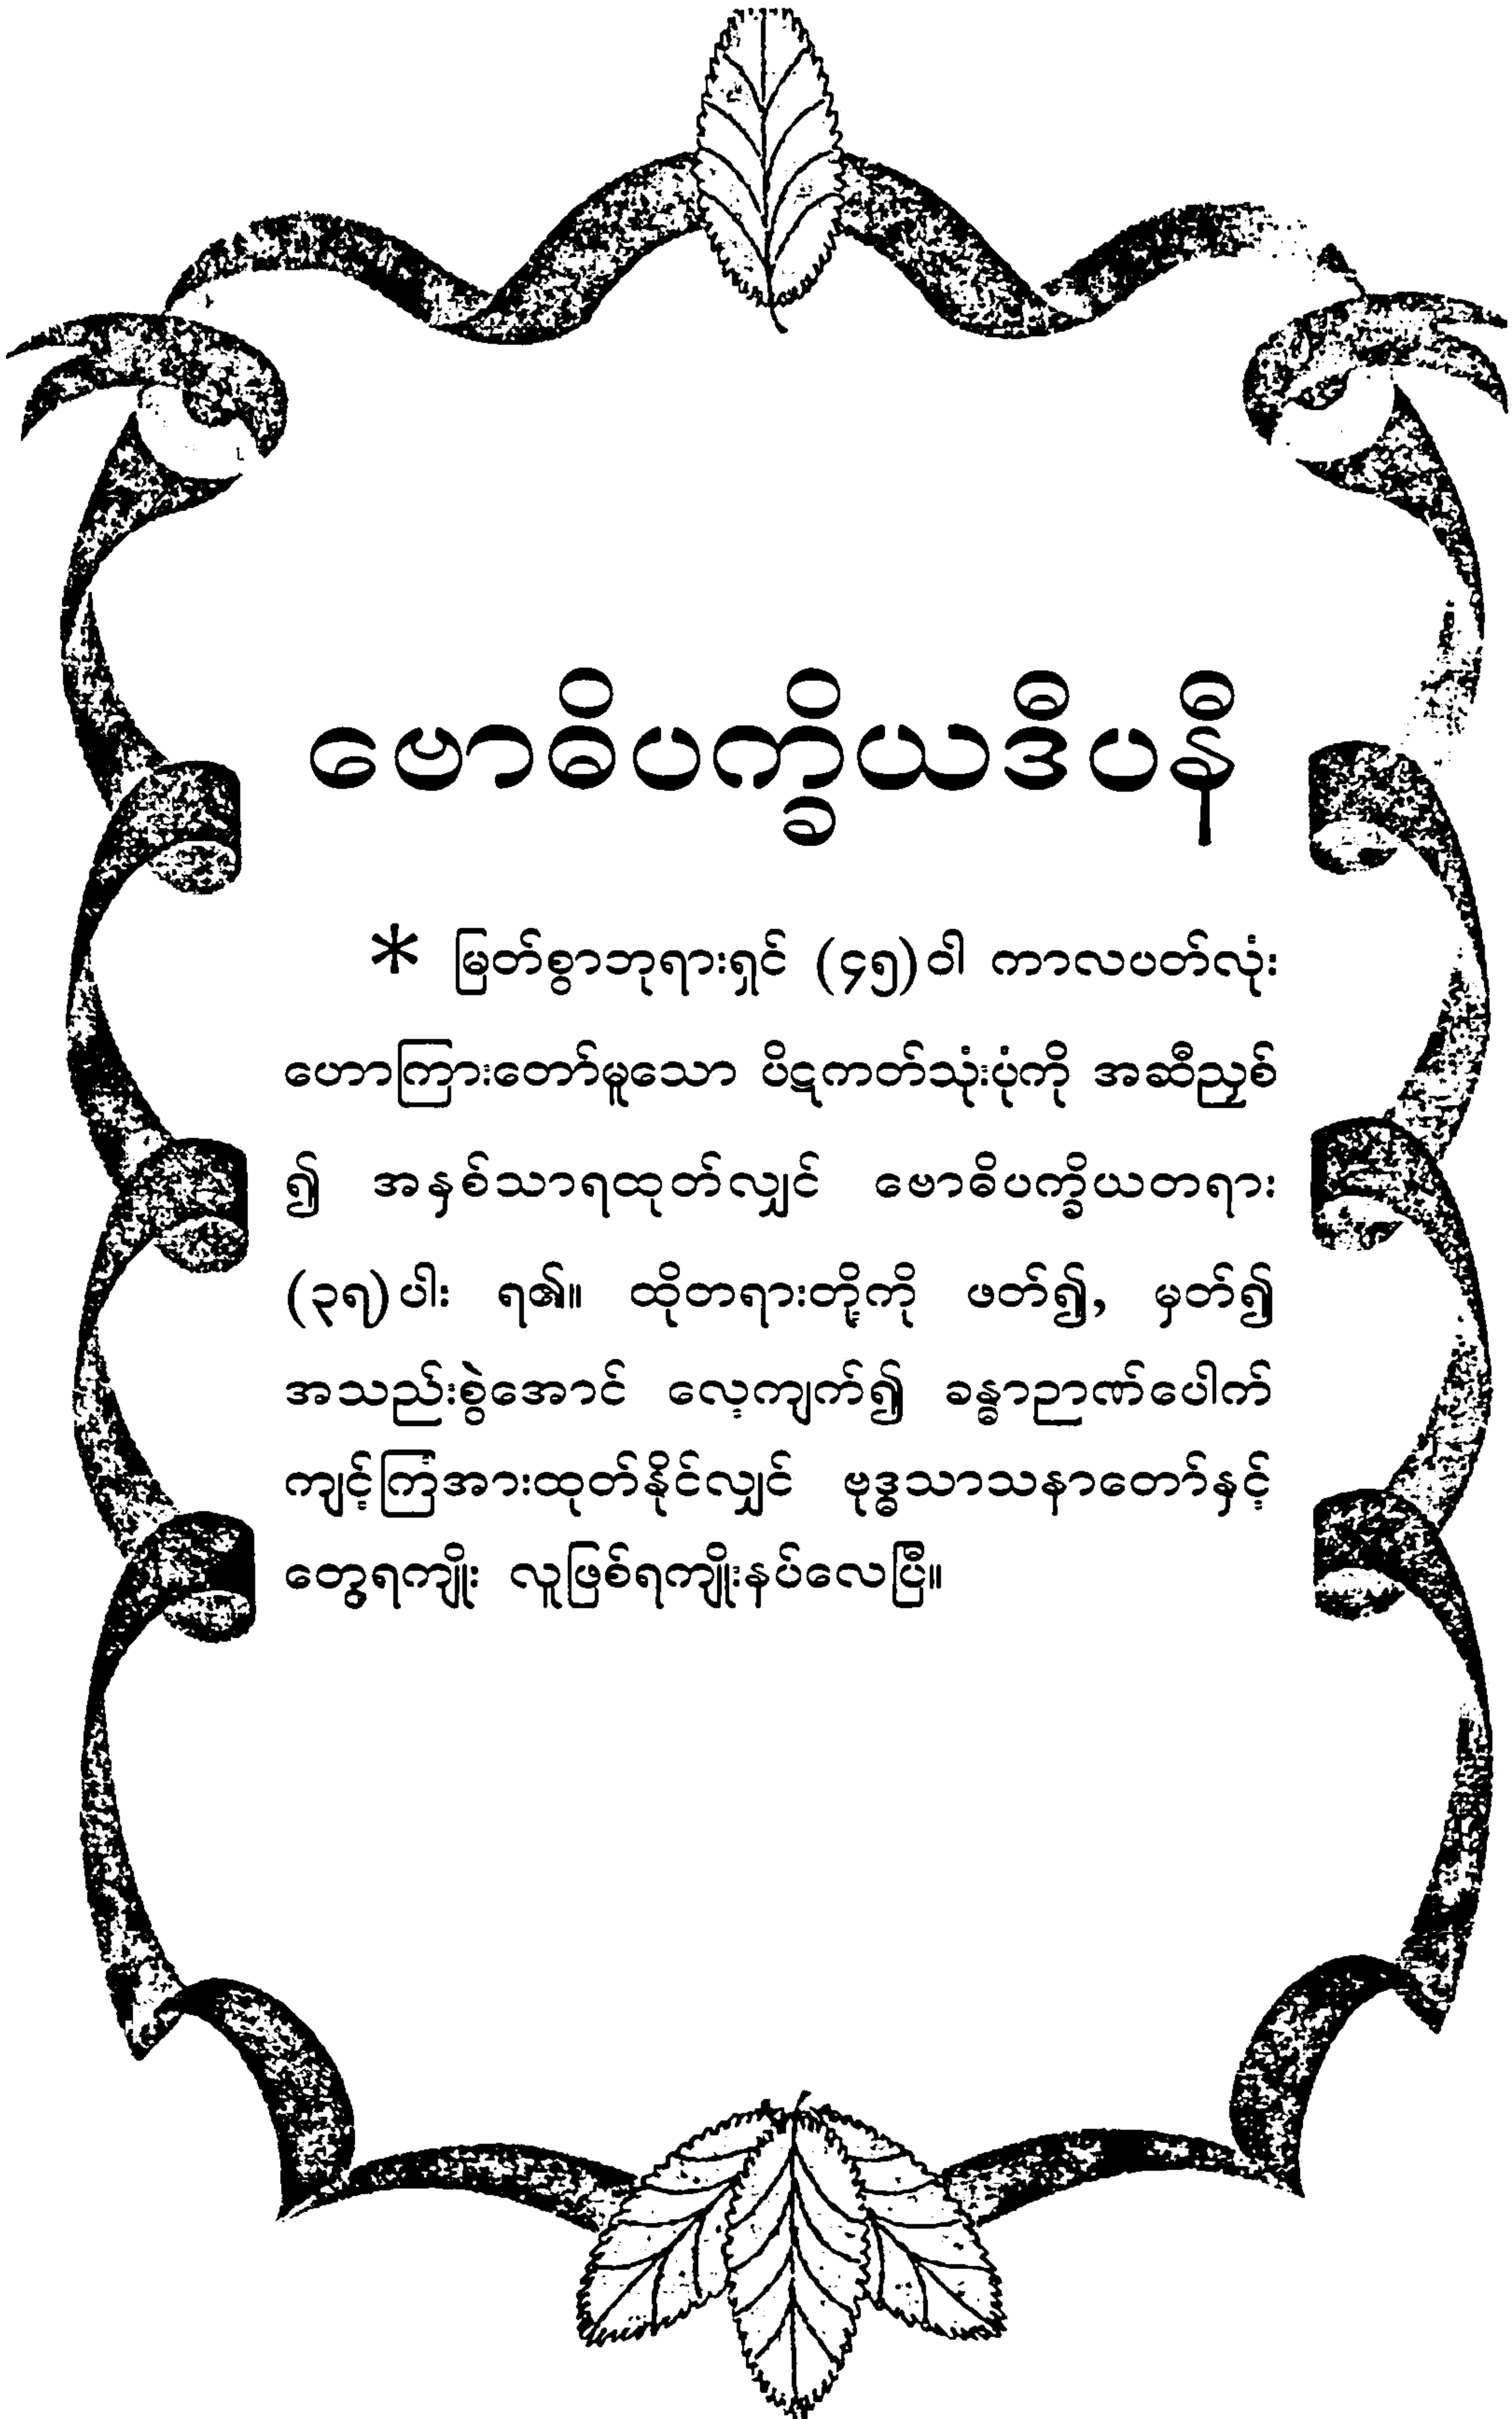 ဗောဓိပက္ခိယဒီပနီ
* မြတ်စွာဘုရားရှင် (၄၅)ဝါ ကာလပတ်လုံး
ဟောကြားတော်မူသော ပိဋကတ်သုံးပုံကို အဆီညှစ်
၍ အနှစ်သာရထုတ်လျှင် ဗောဓိပက္ခိယတရား
(၃၇)ပါး ရ၏။ ထိုတရားတို့ကို ဖတ်၍, မှတ်၍
အသည်းစွဲအောင် လေ့ကျက်၍ ခန္ဓာဉာဏ်ပေါက်
ကျင့်ကြံအားထုတ်နိုင်လျှင် ဗုဒ္ဓသာသနာတော်နှင့်
တွေ့ရကျိုး လူဖြစ်ရကျိုးနပ်လေပြီ။